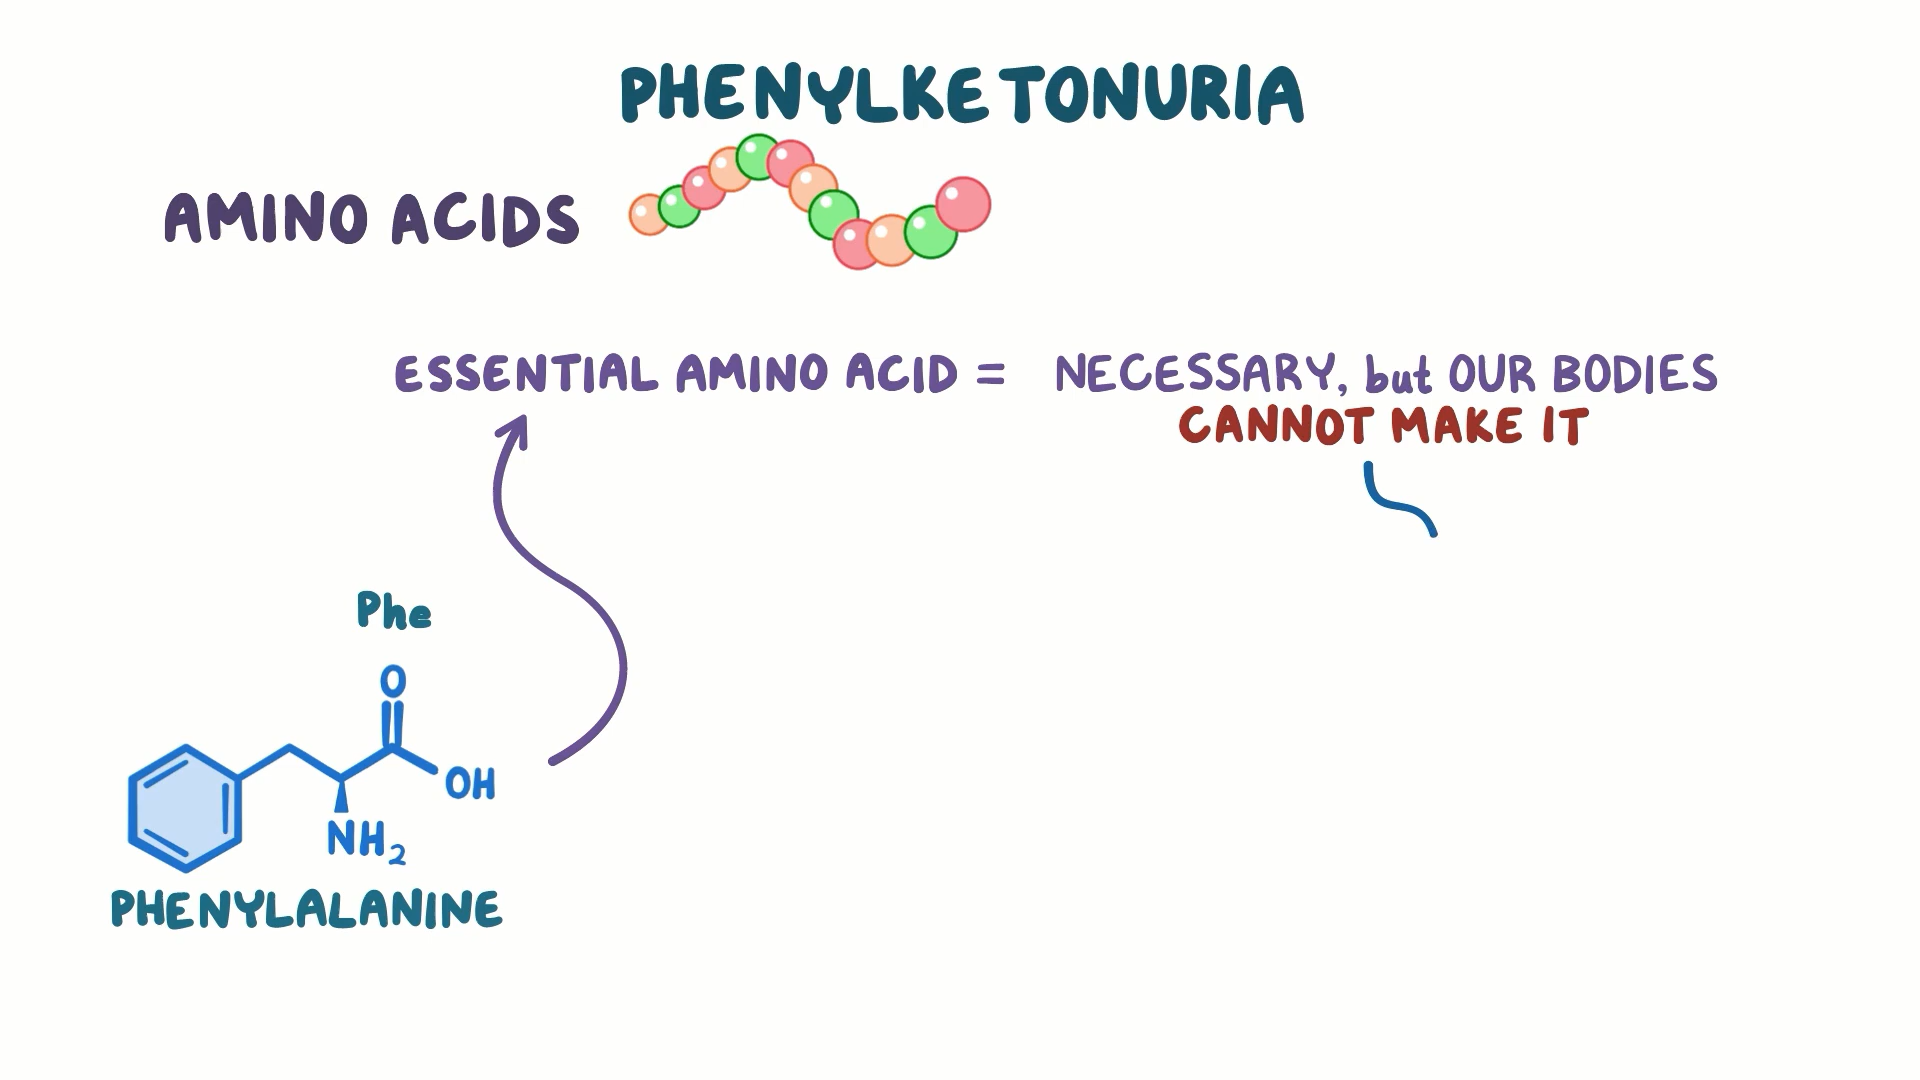 PHENYLKETONURIA
AMINO ACIDS
ESSENTIAL AMINO ACID = NECESSARY, but OUR BODIES
CANNOT MAKE IT
Phe
O
OH
NH₂
PHENYLALANINE